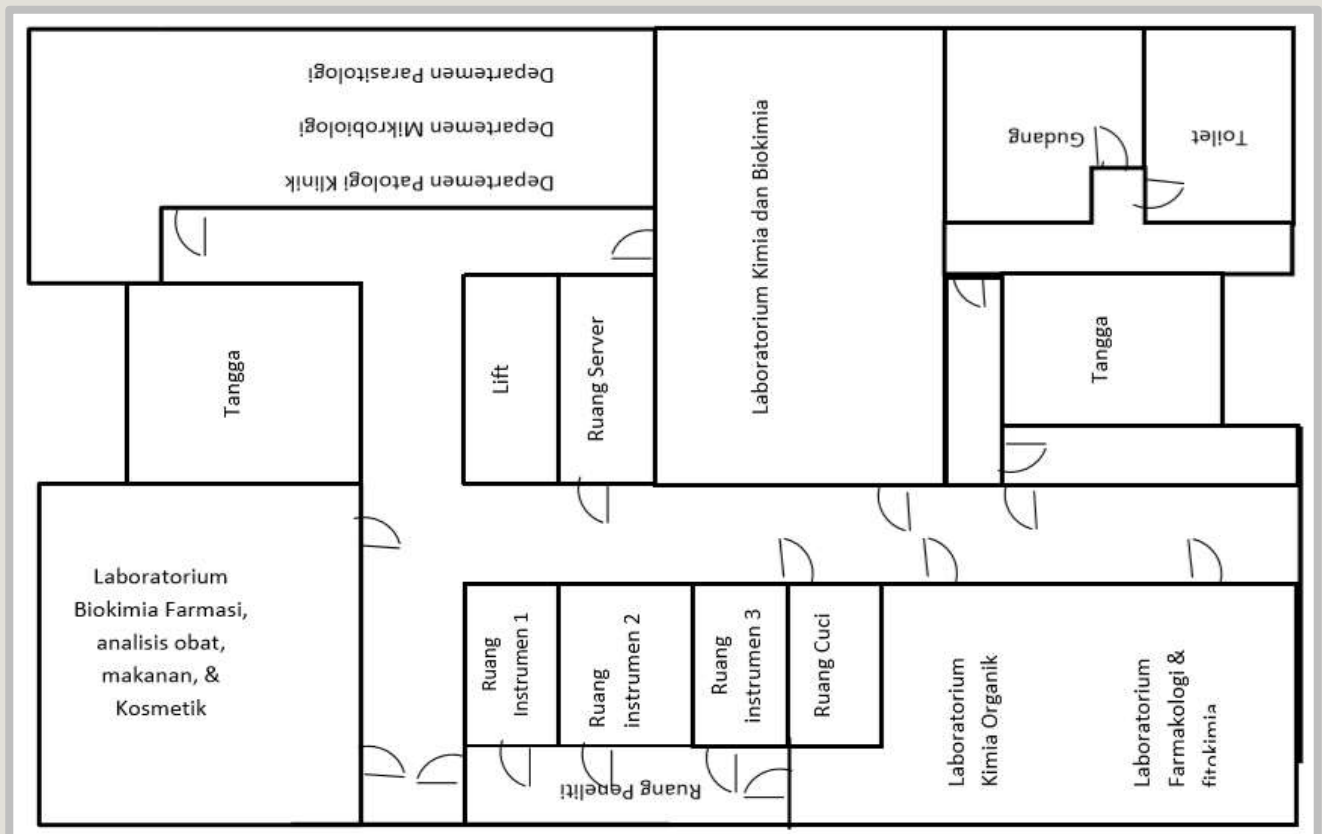 Departemen Parasitologi
Departemen Mikrobiologi
Departemen Patologi Klinik
Laboratorium Kimia dan Biokimia
Gudang
Toilet
Tangga
Lift
Ruang Server
Tangga
Laboratorium
Biokimia Farmasi,
analisis obat,
makanan, &
Kosmetik
Ruang
Instrumen 1
Ruang
instrumen 2
Ruang
instrumen 3
Ruang Cuci
Laboratorium
Kimia Organik
Laboratorium
Farmakologi &
fitokimia
Ruang Peneliti